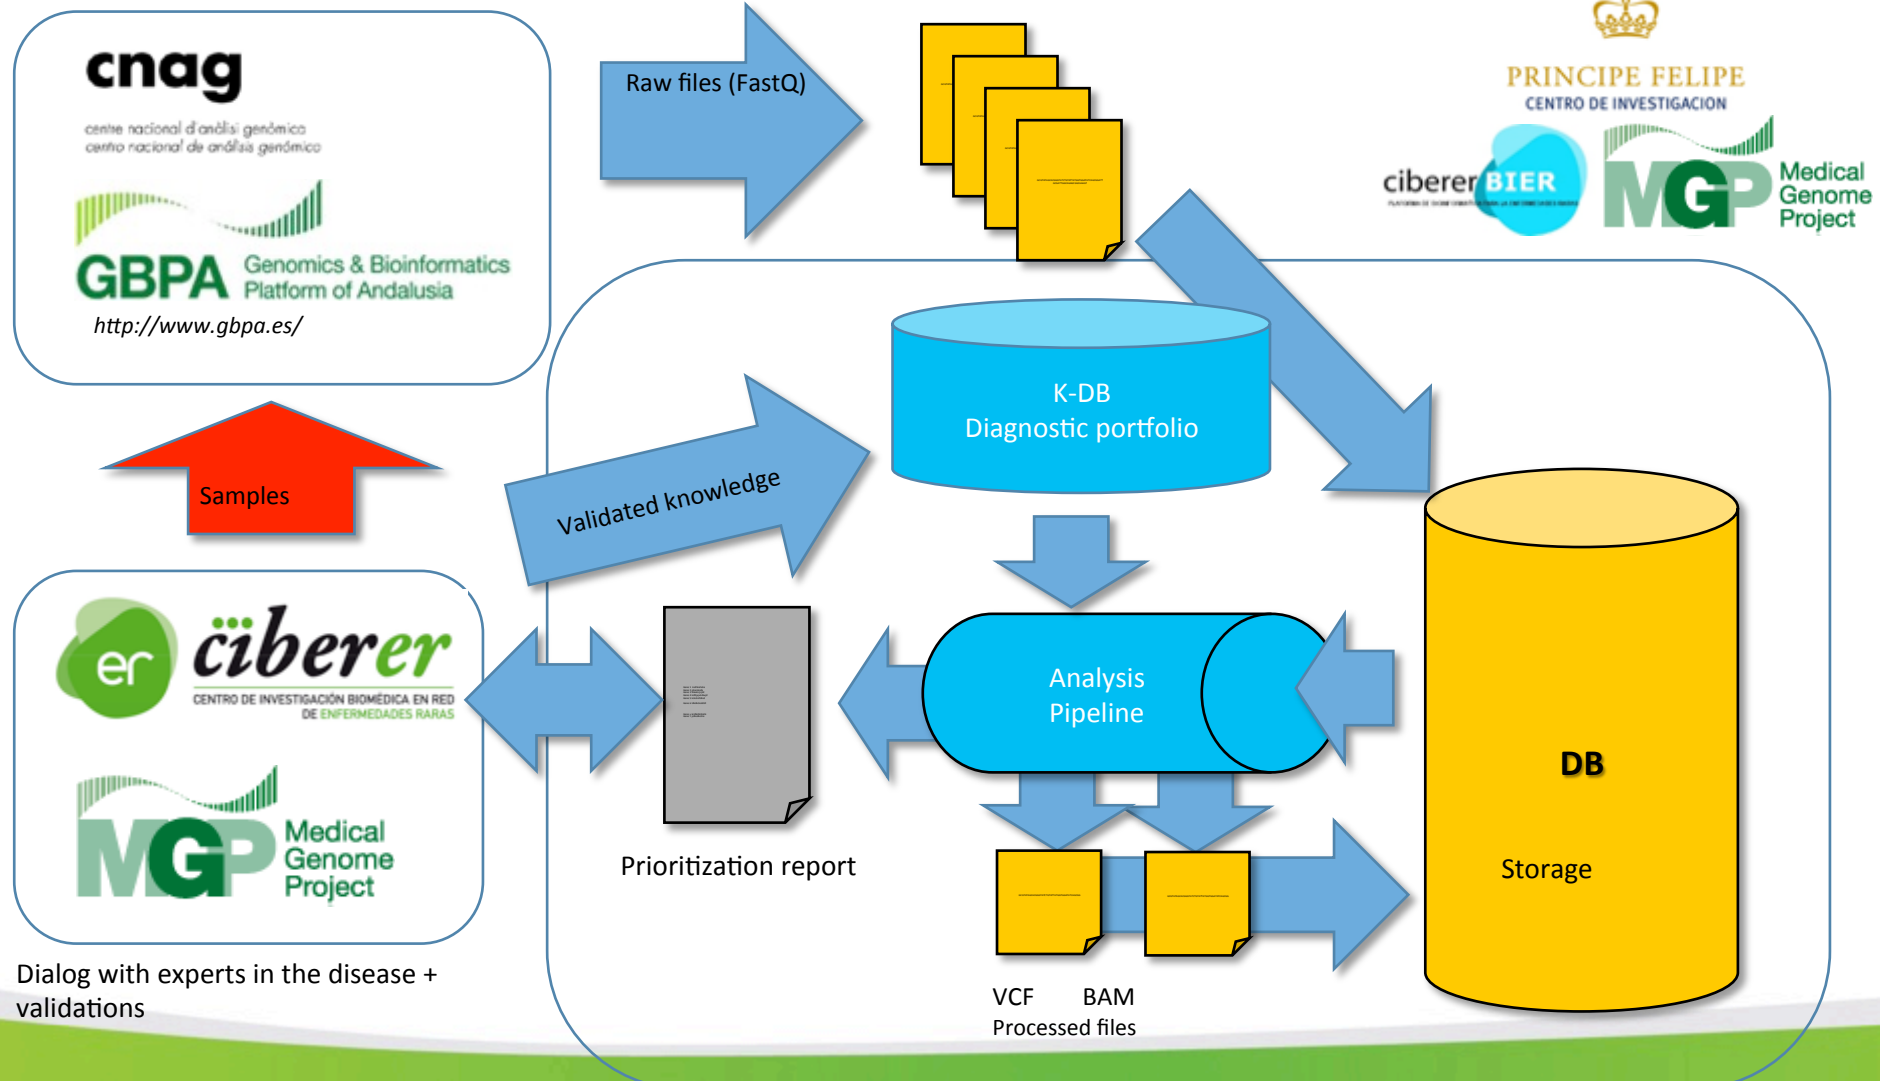 cnag
centre nacional d'anàlisi genòmica
centro nacional de análisis genómico
GBPA
Genomics & Bioinformatics
Platform of Andalusia
http://www.gbpa.es/
Raw files (FastQ)
PRINCIPE FELIPE
CENTRO DE INVESTIGACION
ciberer BIER
MGP
Medical
Genome
Project
Samples
Validated knowledge
K-DB
Diagnostic portfolio
er
ciberer
CENTRO DE INVESTIGACIÓN BIOMÉDICA EN RED
DE ENFERMEDADES RARAS
MGP
Medical
Genome
Project
Dialog with experts in the disease +
validations
Prioritization report
Analysis
Pipeline
VCF BAM
Processed files
DB
Storage